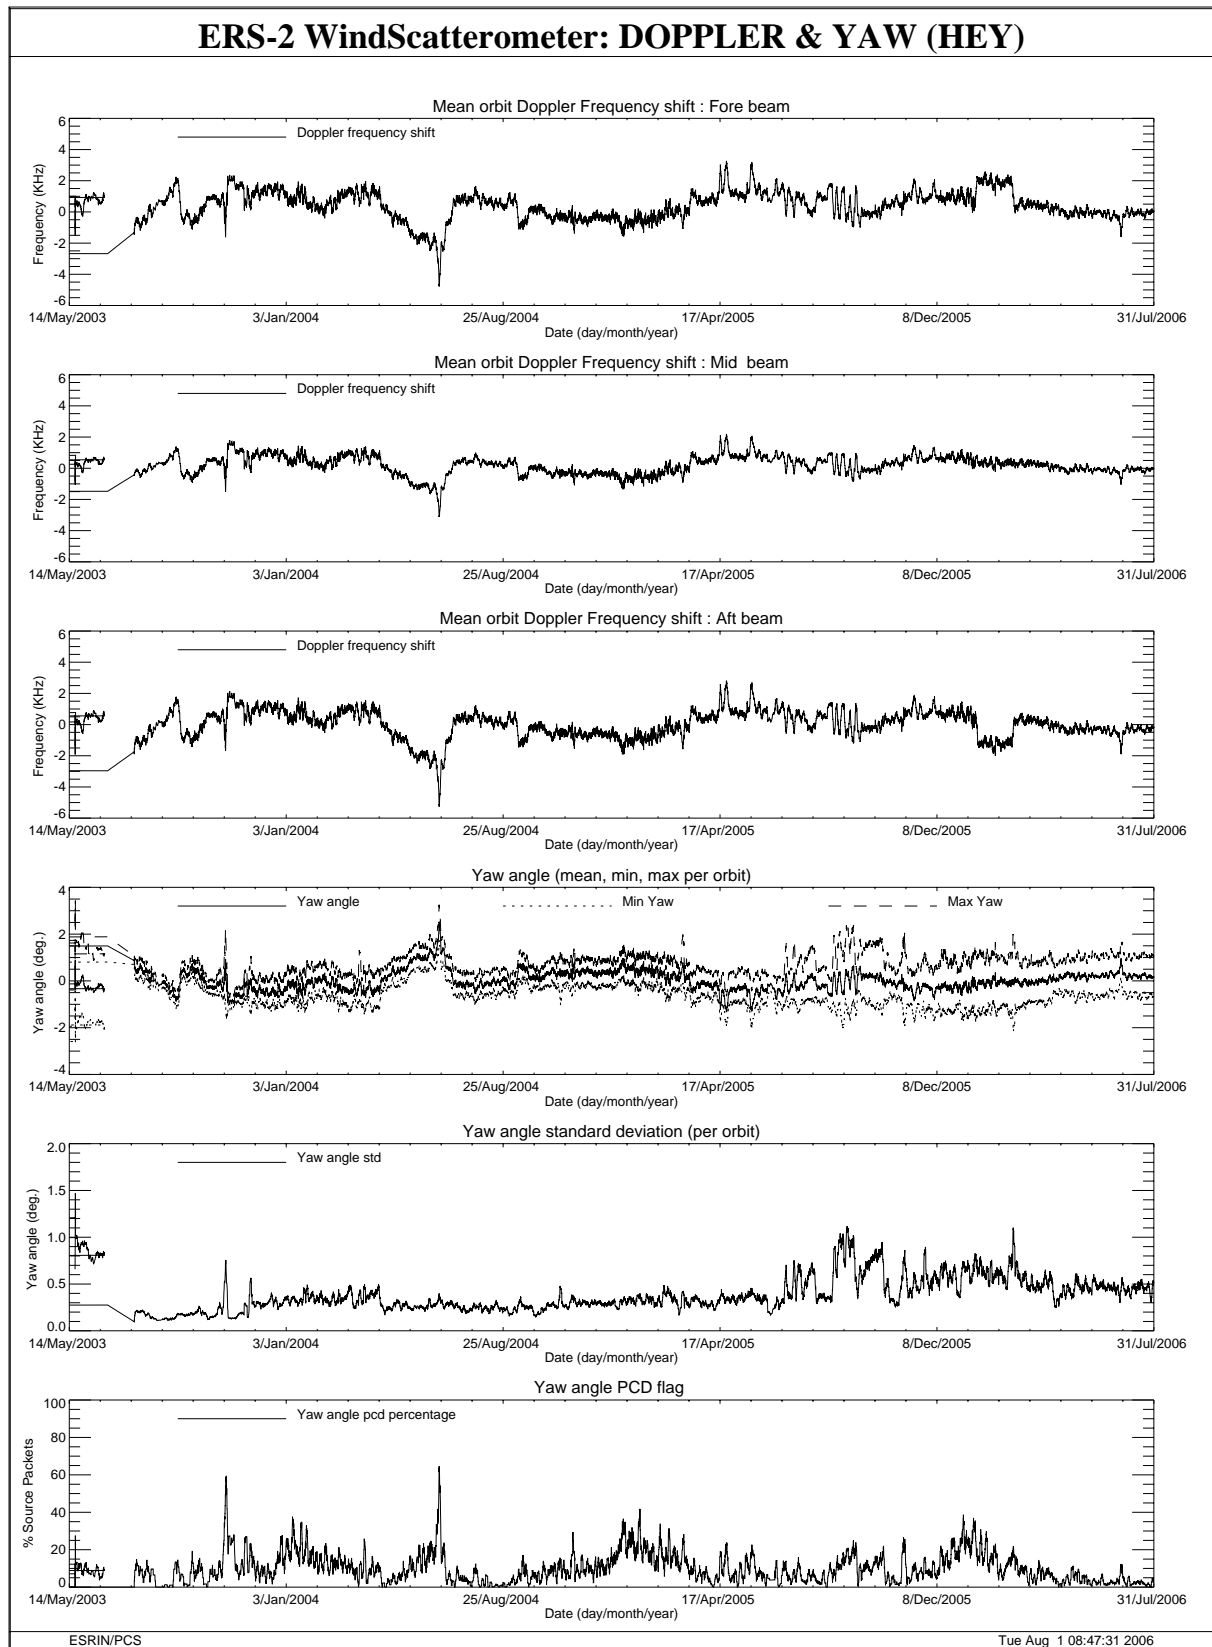 ERS-2 WindScatterometer: DOPPLER & YAW (HEY)
Mean orbit Doppler Frequency shift : Fore beam
Doppler frequency shift
Frequency (KHz)
6
4
2
0
-2
-4
-6
14/May/2003 3/Jan/2004 25/Aug/2004 17/Apr/2005 8/Dec/2005 31/Jul/2006
Date (day/month/year)
Mean orbit Doppler Frequency shift : Mid beam
Doppler frequency shift
Frequency (KHz)
6
4
2
0
-2
-4
-6
14/May/2003 3/Jan/2004 25/Aug/2004 17/Apr/2005 8/Dec/2005 31/Jul/2006
Date (day/month/year)
Mean orbit Doppler Frequency shift : Aft beam
Doppler frequency shift
Frequency (KHz)
6
4
2
0
-2
-4
-6
14/May/2003 3/Jan/2004 25/Aug/2004 17/Apr/2005 8/Dec/2005 31/Jul/2006
Date (day/month/year)
Yaw angle (mean, min, max per orbit)
Yaw angle Min Yaw Max Yaw
Yaw angle (deg.)
4
2
0
-2
-4
14/May/2003 3/Jan/2004 25/Aug/2004 17/Apr/2005 8/Dec/2005 31/Jul/2006
Date (day/month/year)
Yaw angle standard deviation (per orbit)
Yaw angle std
Yaw angle (deg.)
2.0
1.5
1.0
0.5
0.0
14/May/2003 3/Jan/2004 25/Aug/2004 17/Apr/2005 8/Dec/2005 31/Jul/2006
Date (day/month/year)
Yaw angle PCD flag
Yaw angle pcd percentage
% Source Packets
100
80
60
40
20
0
14/May/2003 3/Jan/2004 25/Aug/2004 17/Apr/2005 8/Dec/2005 31/Jul/2006
Date (day/month/year)
ESRIN/PCS Tue Aug 1 08:47:31 2006